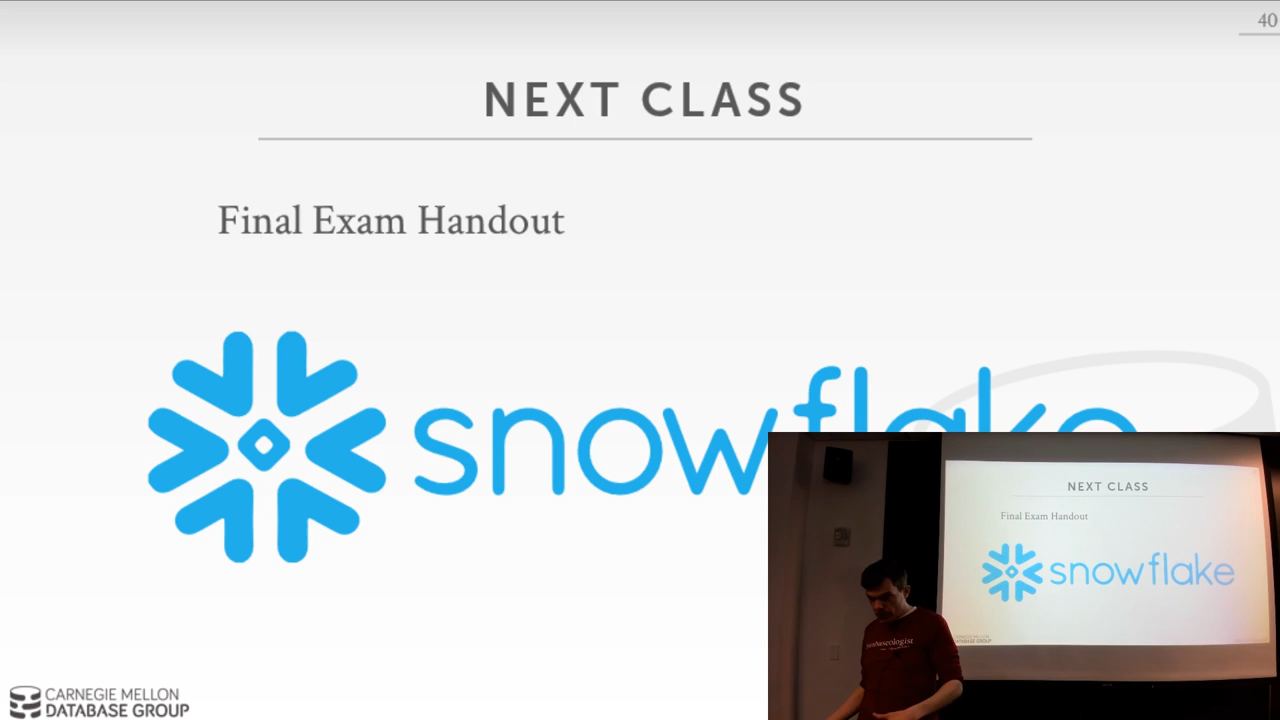 40
NEXT CLASS
Final Exam Handout
snowflake
NEXT CLASS
Final Exam Handout
snowflake
CARNEGIE MELLON
DATABASE GROUP